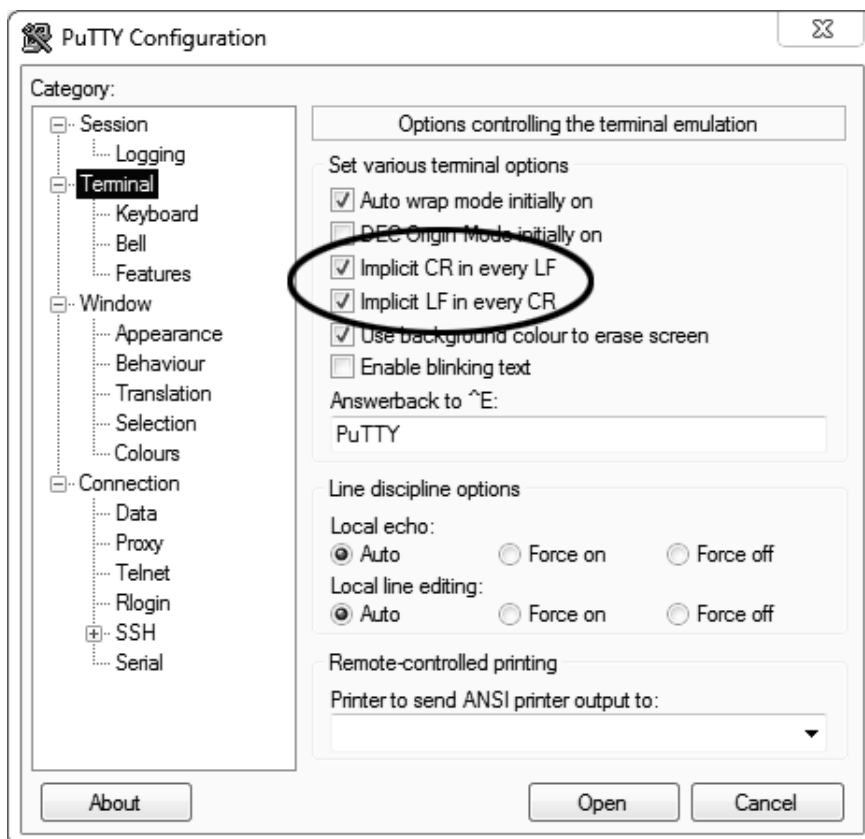 PuTTY Configuration
Category:
Session
Logging
Terminal
Keyboard
Bell
Features
Window
Appearance
Behaviour
Translation
Selection
Colours
Connection
Data
Proxy
Telnet
Rlogin
SSH
Serial
Options controlling the terminal emulation
Set various terminal options
Auto wrap mode initially on
DEC Origin Mode initially on
Implicit CR in every LF
Implicit LF in every CR
Use background colour to erase screen
Enable blinking text
Answerback to ^E:
PuTTY
Line discipline options
Local echo:
Auto Force on Force off
Local line editing:
Auto Force on Force off
Remote-controlled printing
Printer to send ANSI printer output to:
About Open Cancel